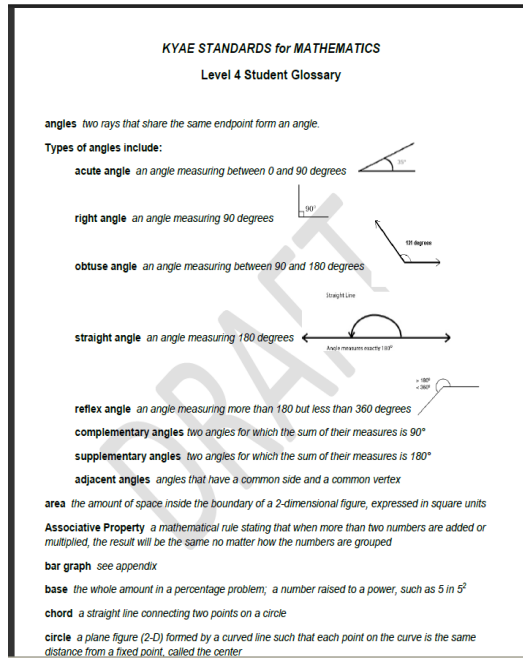 KYAE STANDARDS for MATHEMATICS
Level 4 Student Glossary
angles two rays that share the same endpoint form an angle.
Types of angles include:
acute angle an angle measuring between 0 and 90 degrees
right angle an angle measuring 90 degrees
90°
131 degrees
obtuse angle an angle measuring between 90 and 180 degrees
Straight Line
straight angle an angle measuring 180 degrees
Angle measures exactly 180°
> 180°
< 360°
reflex angle an angle measuring more than 180 but less than 360 degrees
complementary angles two angles for which the sum of their measures is 90°
supplementary angles two angles for which the sum of their measures is 180°
adjacent angles angles that have a common side and a common vertex
area the amount of space inside the boundary of a 2-dimensional figure, expressed in square units
Associative Property a mathematical rule stating that when more than two numbers are added or
multiplied, the result will be the same no matter how the numbers are grouped
bar graph see appendix
base the whole amount in a percentage problem; a number raised to a power, such as 5 in 5²
chord a straight line connecting two points on a circle
circle a plane figure (2-D) formed by a curved line such that each point on the curve is the same
distance from a fixed point, called the center
DRAFT